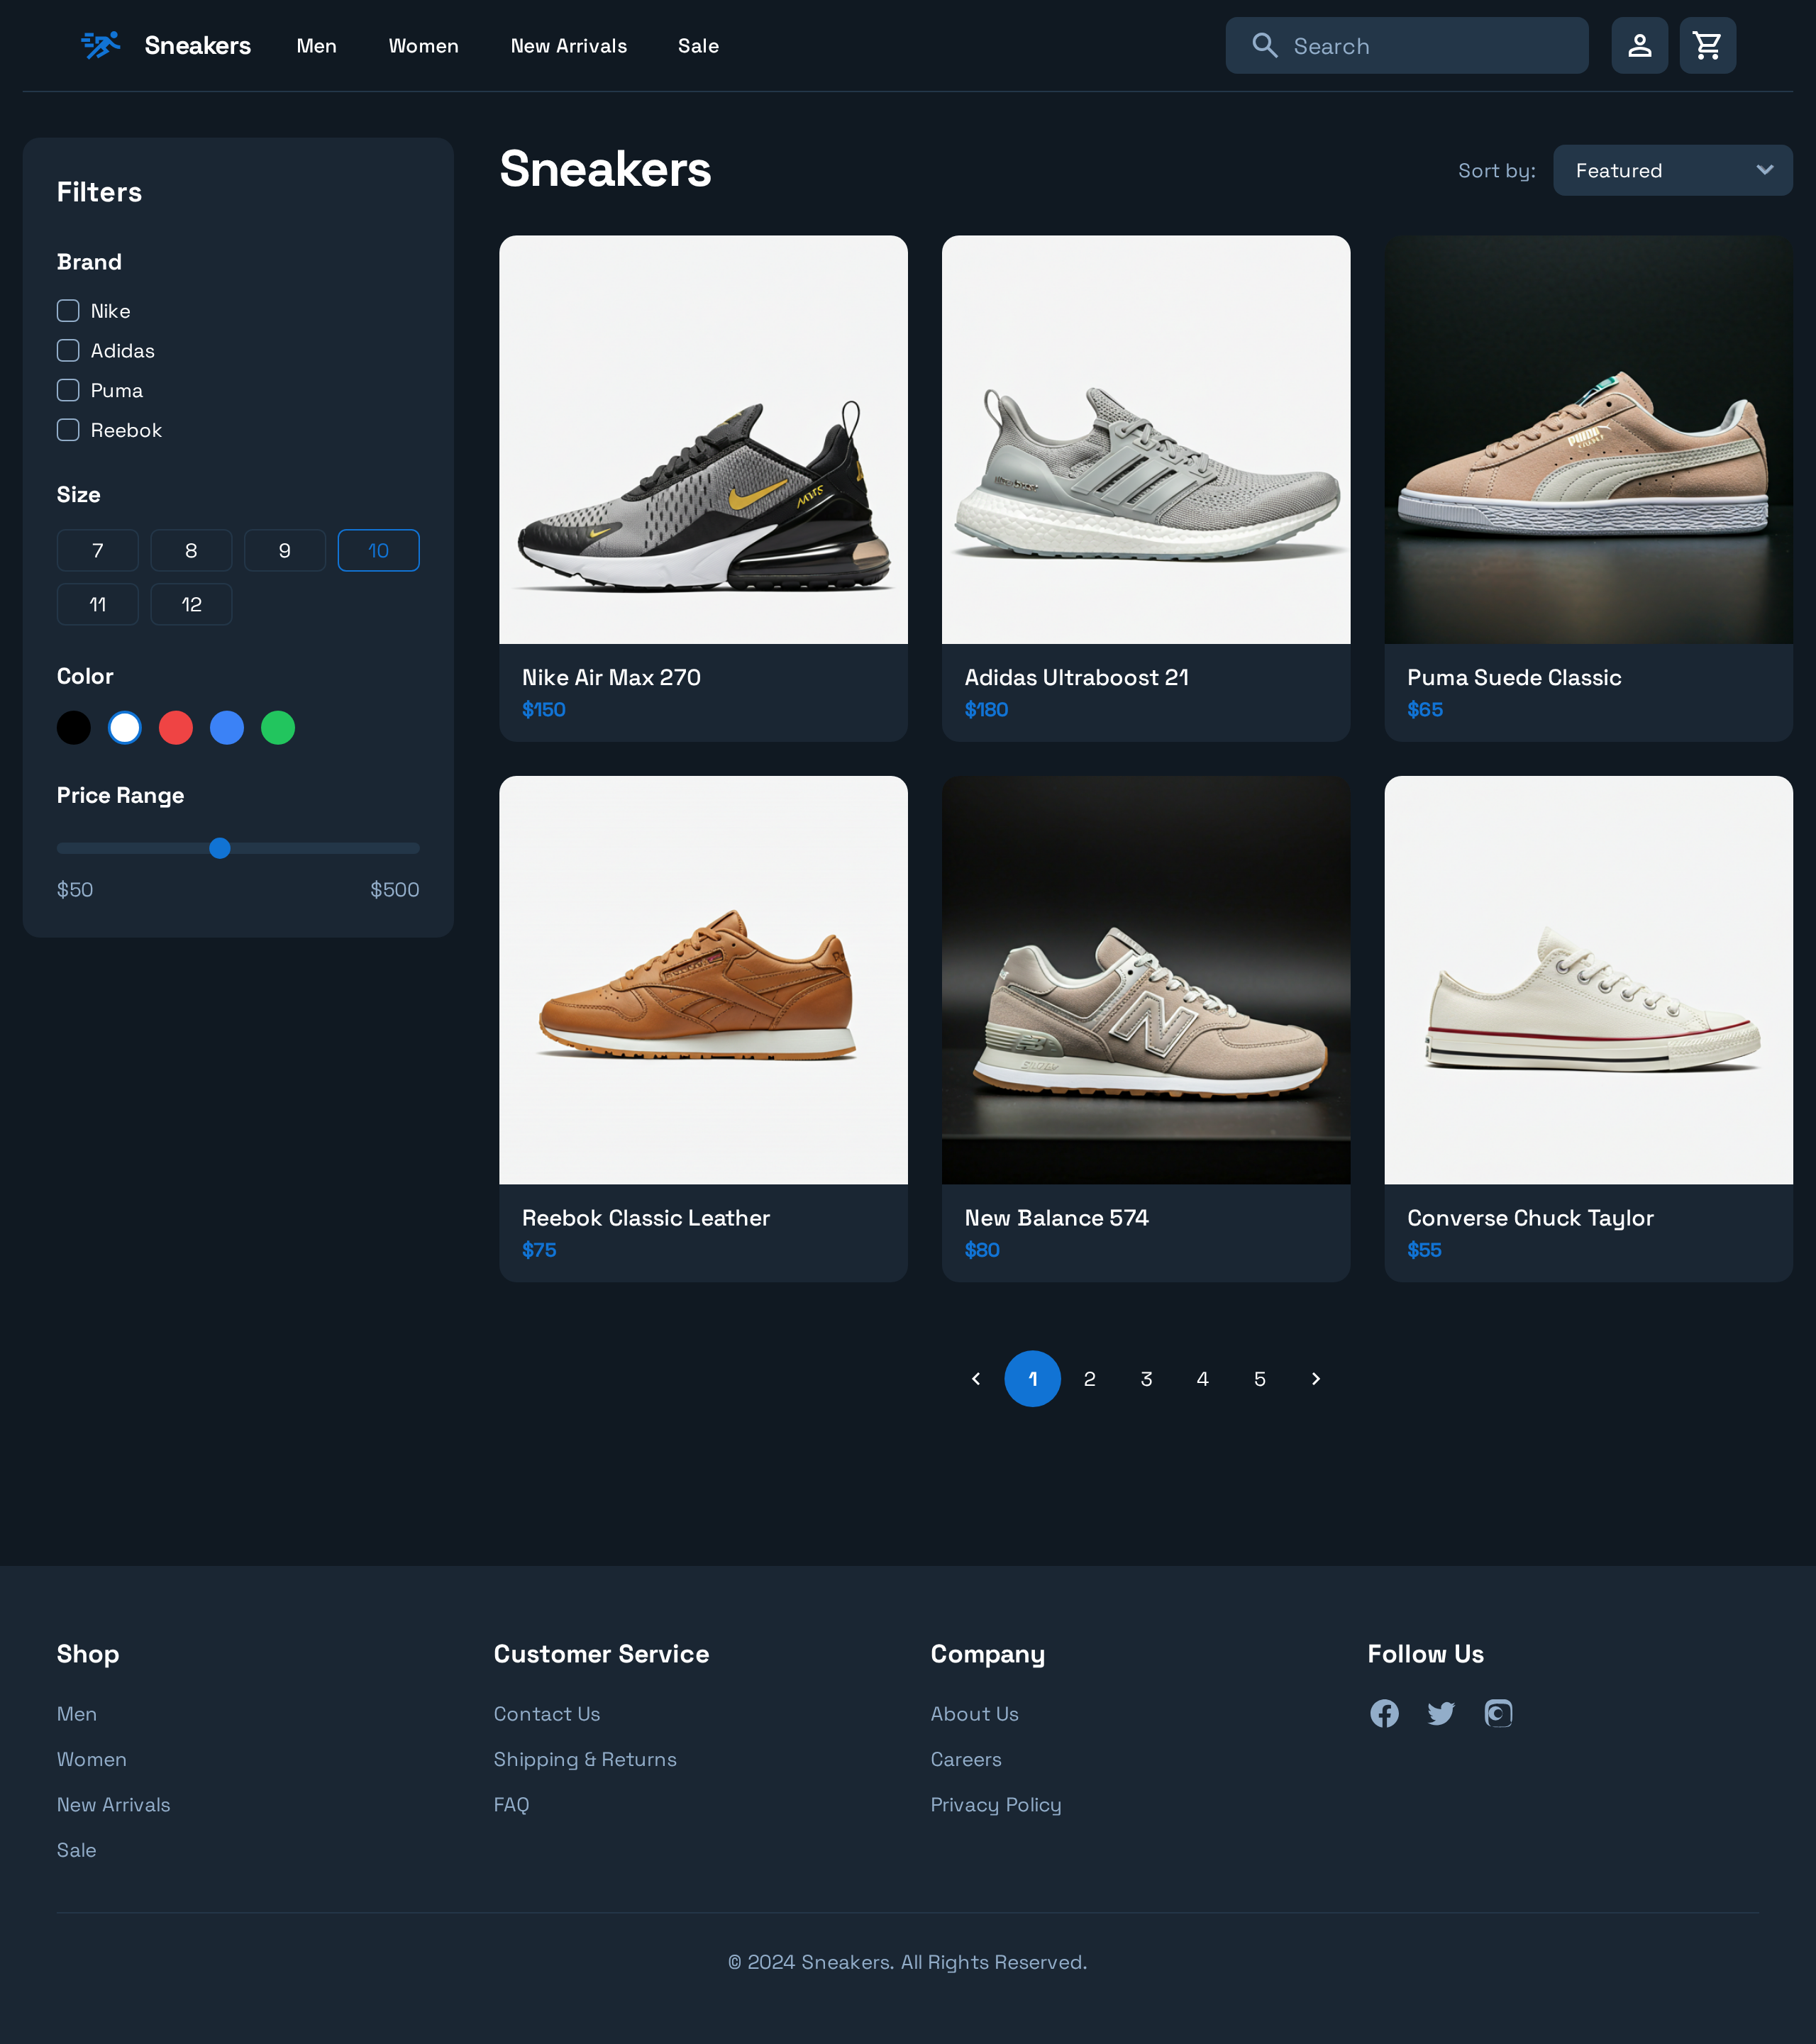 Sneakers Men Women New Arrivals Sale Search
Filters
Brand
Nike
Adidas
Puma
Reebok
Size
7 8 9 10
11 12
Color
Price Range
$50 $500
Sneakers
Sort by: Featured
Nike Air Max 270
$150
Adidas Ultraboost 21
$180
PUMA
Puma Suede Classic
$65
Reebok Classic Leather
$75
N
New Balance 574
$80
Converse Chuck Taylor
$55
1 2 3 4 5
Shop
Men
Women
New Arrivals
Sale
Customer Service
Contact Us
Shipping & Returns
FAQ
Company
About Us
Careers
Privacy Policy
Follow Us
© 2024 Sneakers. All Rights Reserved.